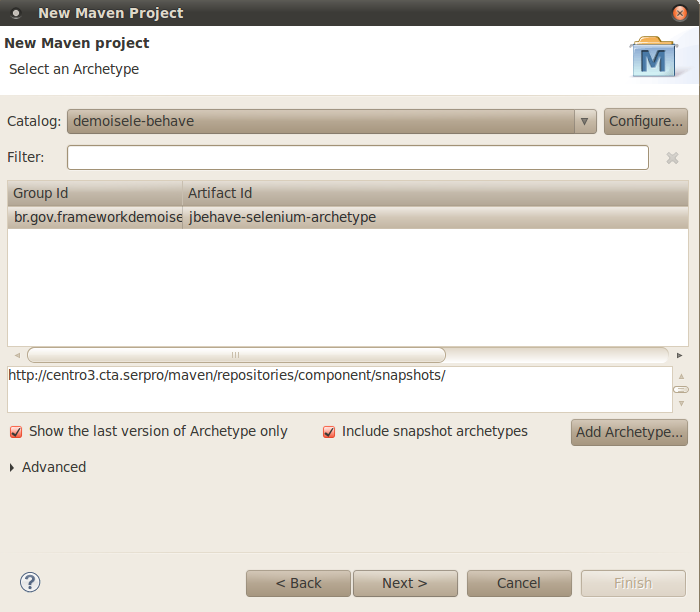 New Maven Project
New Maven project
Select an Archetype
M
Catalog: demoisele-behave Configure...
Filter:
Group Id Artifact Id
br.gov.frameworkdemoise jbehave-selenium-archetype
http://centro3.cta.serpro/maven/repositories/component/snapshots/
Show the last version of Archetype only Include snapshot archetypes Add Archetype...
Advanced
? < Back Next > Cancel Finish